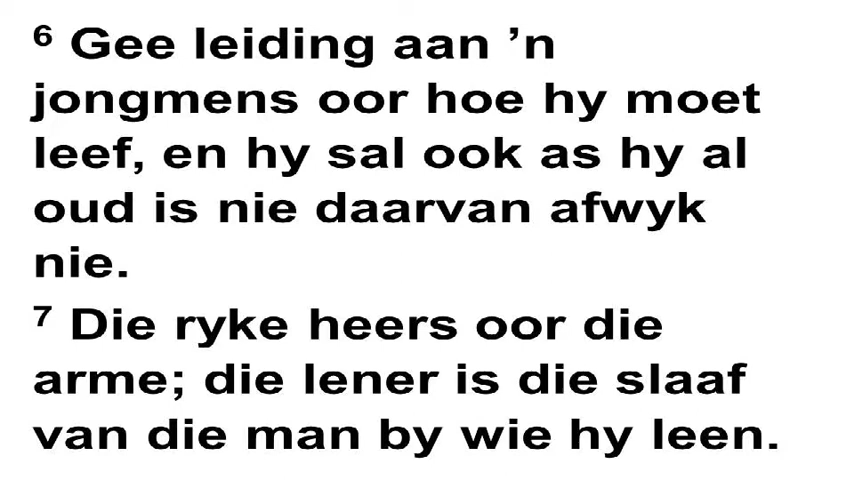 ⁶ Gee leiding aan ’n
jongmens oor hoe hy moet
leef, en hy sal ook as hy al
oud is nie daarvan afwyk
nie.
⁷ Die ryke heers oor die
arme; die lener is die slaaf
van die man by wie hy leen.